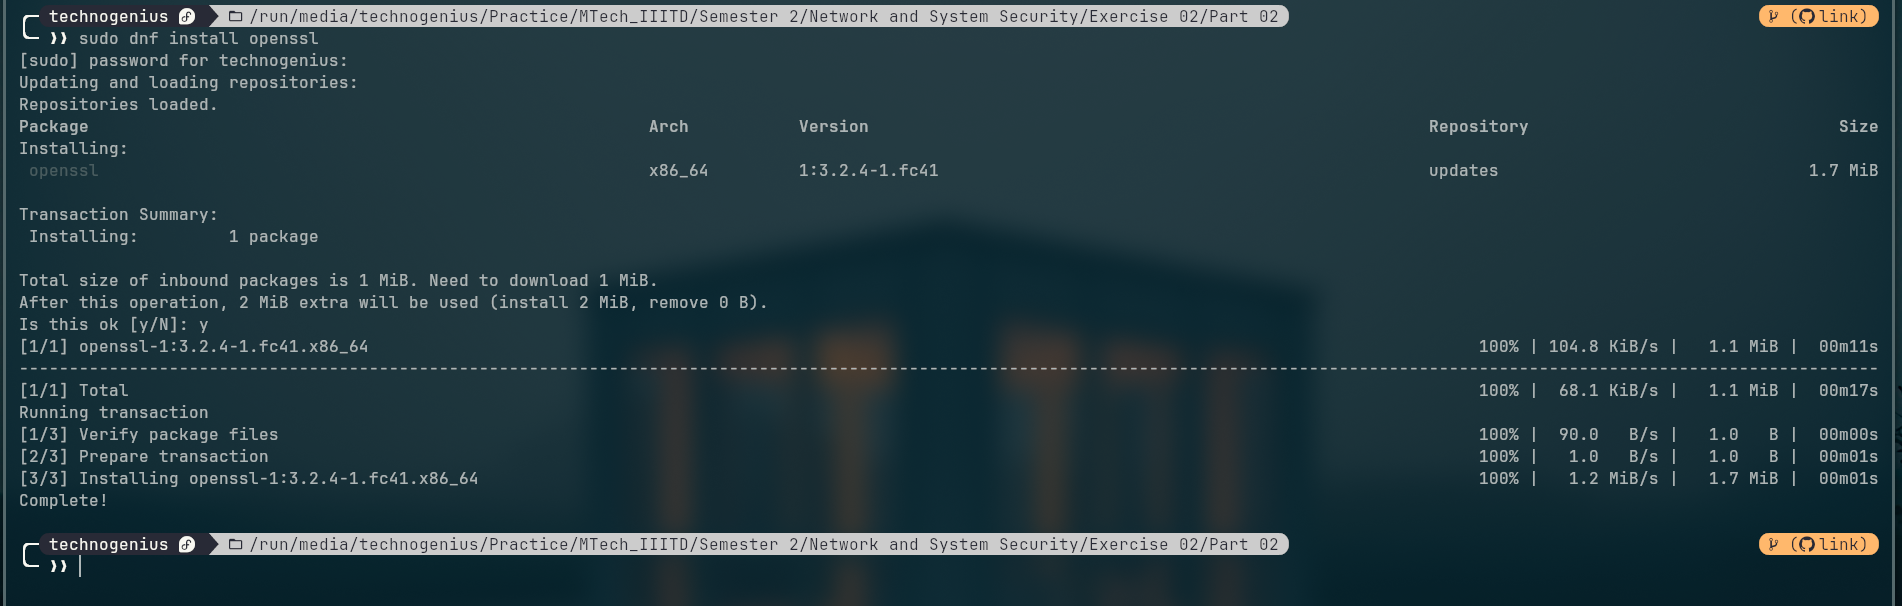 technogenius /run/media/technogenius/Practice/MTech_IIITD/Semester 2/Network and System Security/Exercise 02/Part 02 (link)
❯❯ sudo dnf install openssl
[sudo] password for technogenius:
Updating and loading repositories:
Repositories loaded.
Package Arch Version Repository Size
Installing:
openssl x86_64 1:3.2.4-1.fc41 updates 1.7 MiB
Transaction Summary:
Installing: 1 package
Total size of inbound packages is 1 MiB. Need to download 1 MiB.
After this operation, 2 MiB extra will be used (install 2 MiB, remove 0 B).
Is this ok [y/N]: y
[1/1] openssl-1:3.2.4-1.fc41.x86_64 100% | 104.8 KiB/s | 1.1 MiB | 00m11s
--------------------------------------------------------------------------------
[1/1] Total 100% | 68.1 KiB/s | 1.1 MiB | 00m17s
Running transaction
[1/3] Verify package files 100% | 90.0 B/s | 1.0 B | 00m00s
[2/3] Prepare transaction 100% | 1.0 B/s | 1.0 B | 00m01s
[3/3] Installing openssl-1:3.2.4-1.fc41.x86_64 100% | 1.2 MiB/s | 1.7 MiB | 00m01s
Complete!
technogenius /run/media/technogenius/Practice/MTech_IIITD/Semester 2/Network and System Security/Exercise 02/Part 02 (link)
❯❯